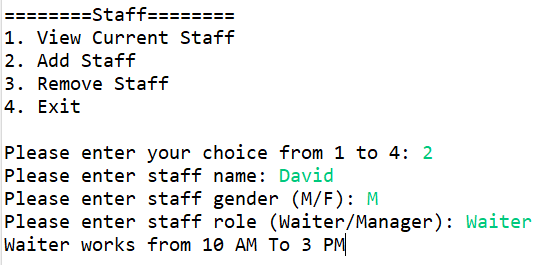 ========Staff========
1. View Current Staff
2. Add Staff
3. Remove Staff
4. Exit
Please enter your choice from 1 to 4: 2
Please enter staff name: David
Please enter staff gender (M/F): M
Please enter staff role (Waiter/Manager): Waiter
Waiter works from 10 AM To 3 PM